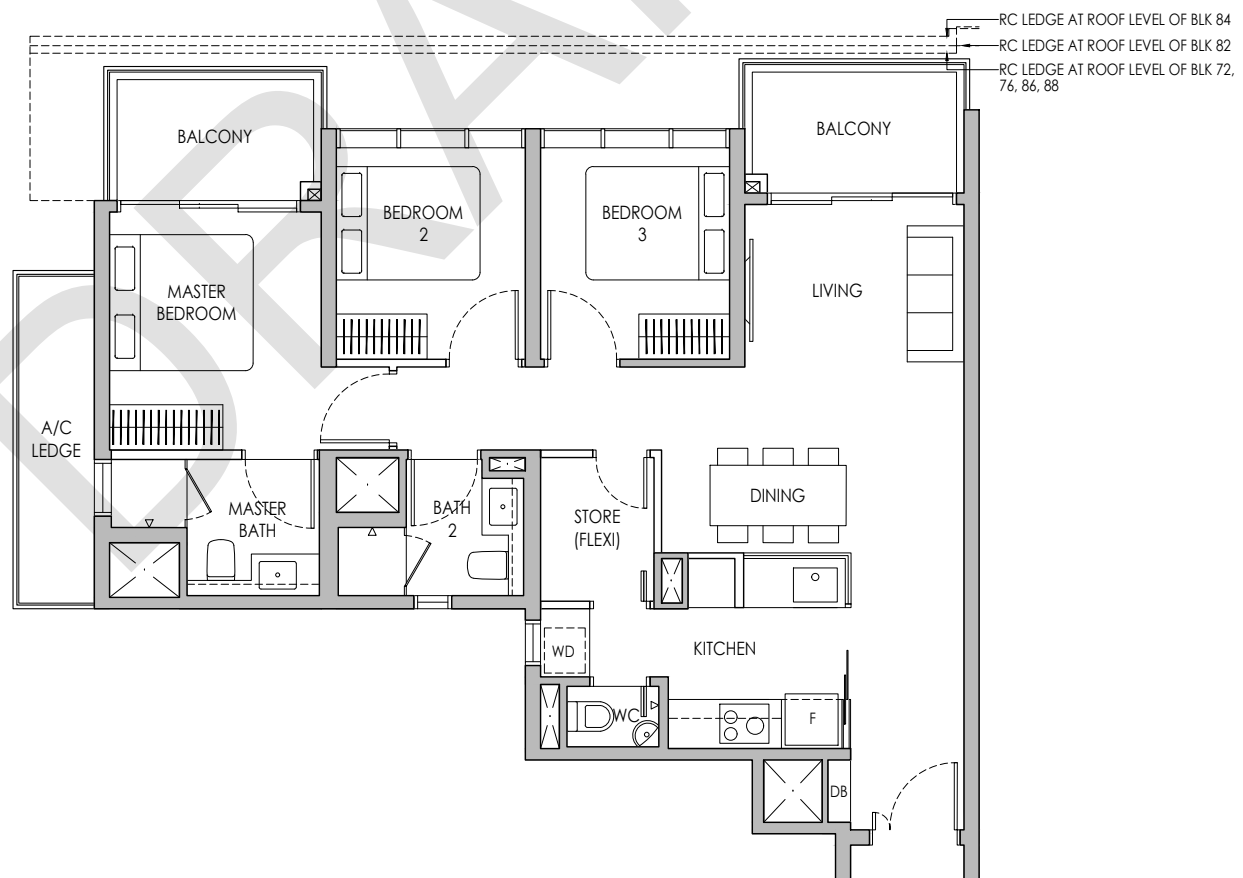 RC LEDGE AT ROOF LEVEL OF BLK 84
RC LEDGE AT ROOF LEVEL OF BLK 82
RC LEDGE AT ROOF LEVEL OF BLK 72,
76, 86, 88
BALCONY
BALCONY
BEDROOM
2
BEDROOM
3
MASTER
BEDROOM
LIVING
A/C
LEDGE
MASTER
BATH
BATH
2
STORE
(FLEXI)
DINING
WD
KITCHEN
WC
F
DB
DRA